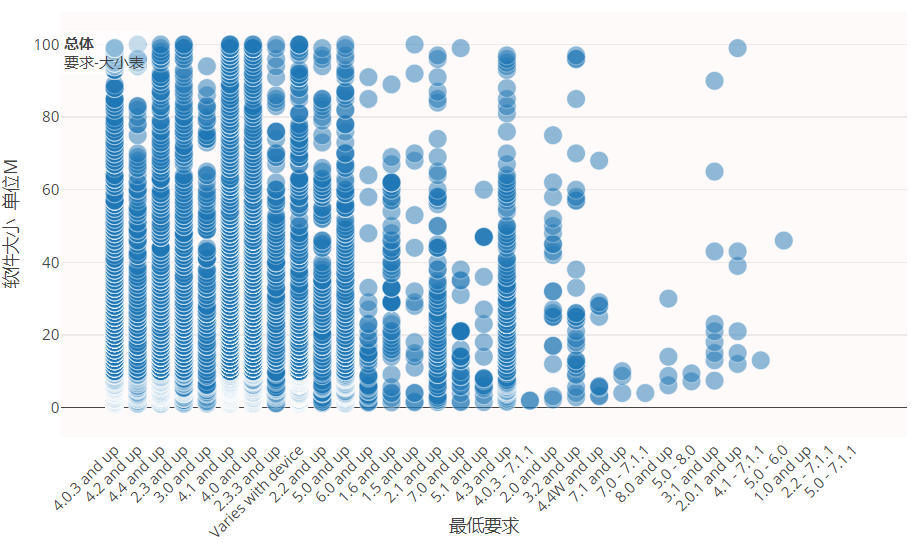 总体
要求-大小表
软件大小 单位M
100
80
60
40
20
0
4.0.3 and up
4.2 and up
4.4 and up
2.3 and up
3.0 and up
4.1 and up
4.0 and up
2.3.3 and up
Varies with device
2.2 and up
5.0 and up
6.0 and up
1.6 and up
1.5 and up
2.1 and up
7.0 and up
5.1 and up
4.3 and up
4.0.3 - 7.1.1
2.0 and up
3.2 and up
4.4W and up
7.1 and up
7.0 - 7.1.1
8.0 and up
5.0 - 8.0
3.1 and up
2.0.1 and up
4.1 - 7.1.1
5.0 - 6.0
1.0 and up
2.2 - 7.1.1
5.0 - 7.1.1
最低要求